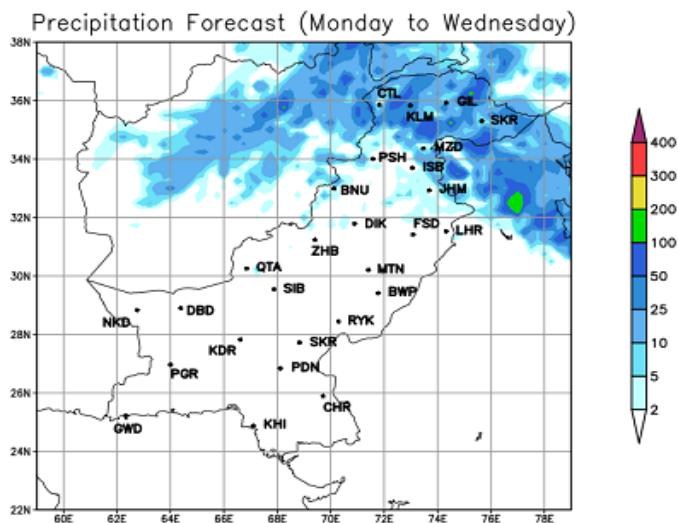 Precipitation Forecast (Monday to Wednesday)
38N
36N
34N
32N
30N
28N
26N
24N
22N
60E
62E
64E
66E
68E
70E
72E
74E
76E
78E
CTL
GIL
KLM
SKR
MZD
PSH
ISB
BNU
JHM
DIK
FSD
LHR
ZHB
QTA
MTN
SIB
BWP
DBD
NKD
RYK
KDR
SKR
PGR
PDN
CHR
GWD
KHI
400
300
200
100
50
25
10
5
2